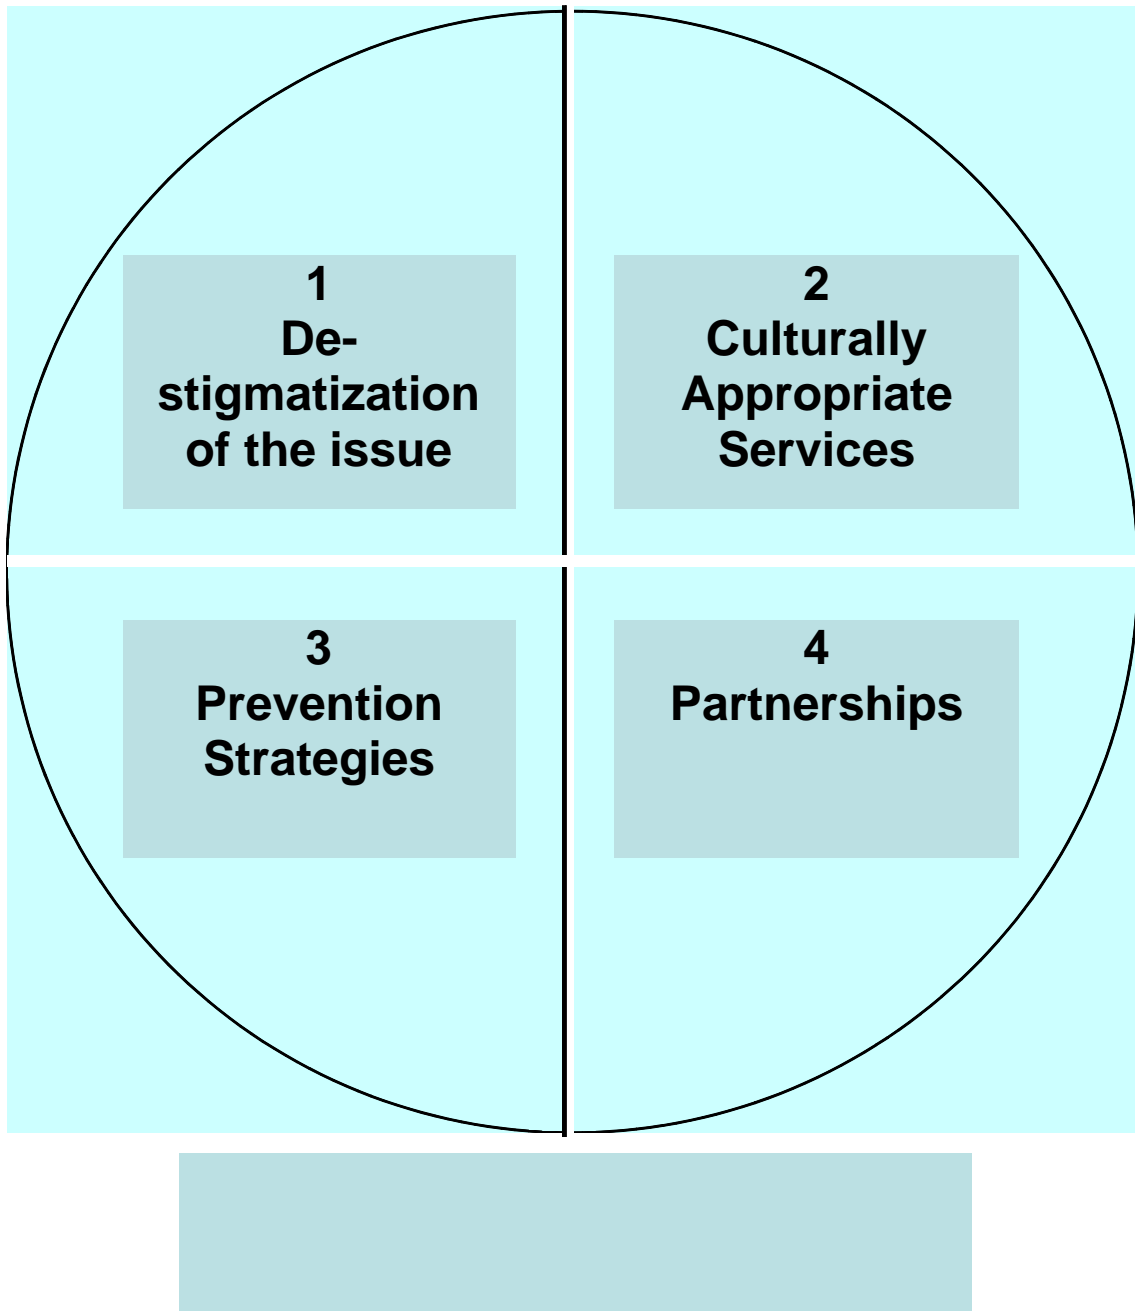 1
De-
stigmatization
of the issue
2
Culturally
Appropriate
Services
3
Prevention
Strategies
4
Partnerships